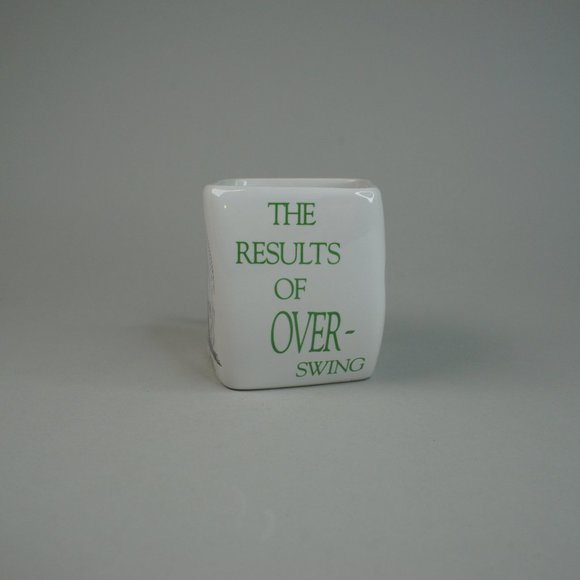 THE
RESULTS
OF
OVER-
SWING